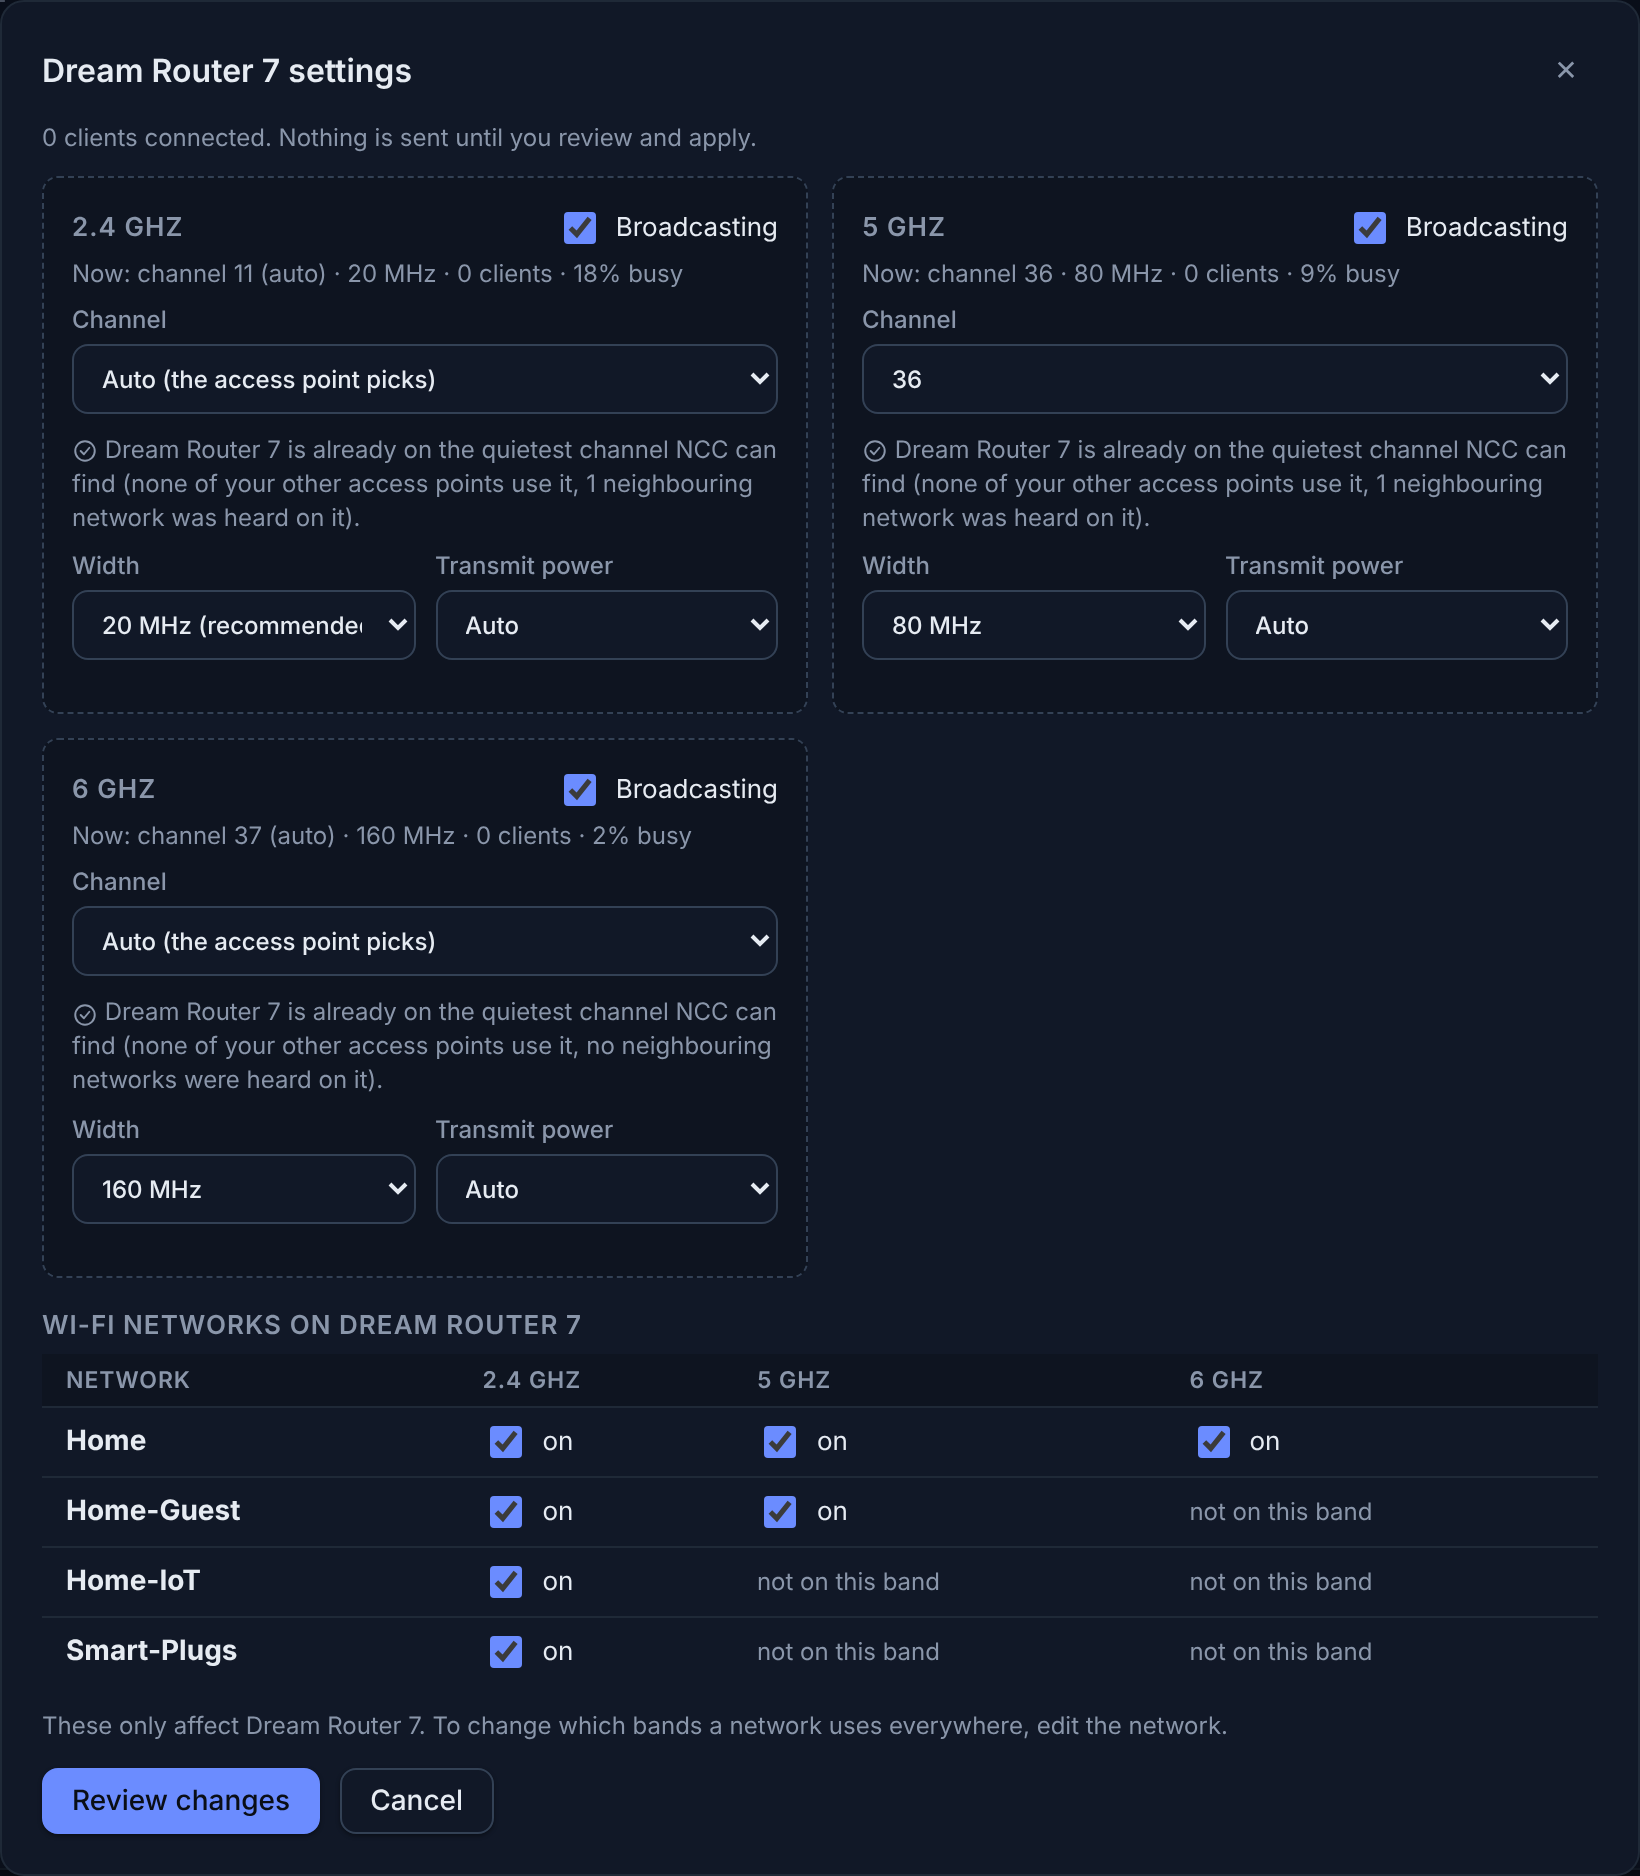 Dream Router 7 settings
0 clients connected. Nothing is sent until you review and apply.
2.4 GHZ
Broadcasting
Now: channel 11 (auto) · 20 MHz · 0 clients · 18% busy
Channel
Auto (the access point picks)
Dream Router 7 is already on the quietest channel NCC can
find (none of your other access points use it, 1 neighbouring
network was heard on it).
Width Transmit power
20 MHz (recommended Auto
5 GHZ
Broadcasting
Now: channel 36 · 80 MHz · 0 clients · 9% busy
Channel
36
Dream Router 7 is already on the quietest channel NCC can
find (none of your other access points use it, 1 neighbouring
network was heard on it).
Width Transmit power
80 MHz Auto
6 GHZ
Broadcasting
Now: channel 37 (auto) · 160 MHz · 0 clients · 2% busy
Channel
Auto (the access point picks)
Dream Router 7 is already on the quietest channel NCC can
find (none of your other access points use it, no neighbouring
networks were heard on it).
Width Transmit power
160 MHz Auto
WI-FI NETWORKS ON DREAM ROUTER 7
NETWORK 2.4 GHZ 5 GHZ 6 GHZ
Home on on on
Home-Guest on on not on this band
Home-IoT on not on this band not on this band
Smart-Plugs on not on this band not on this band
These only affect Dream Router 7. To change which bands a network uses everywhere, edit the network.
Review changes Cancel